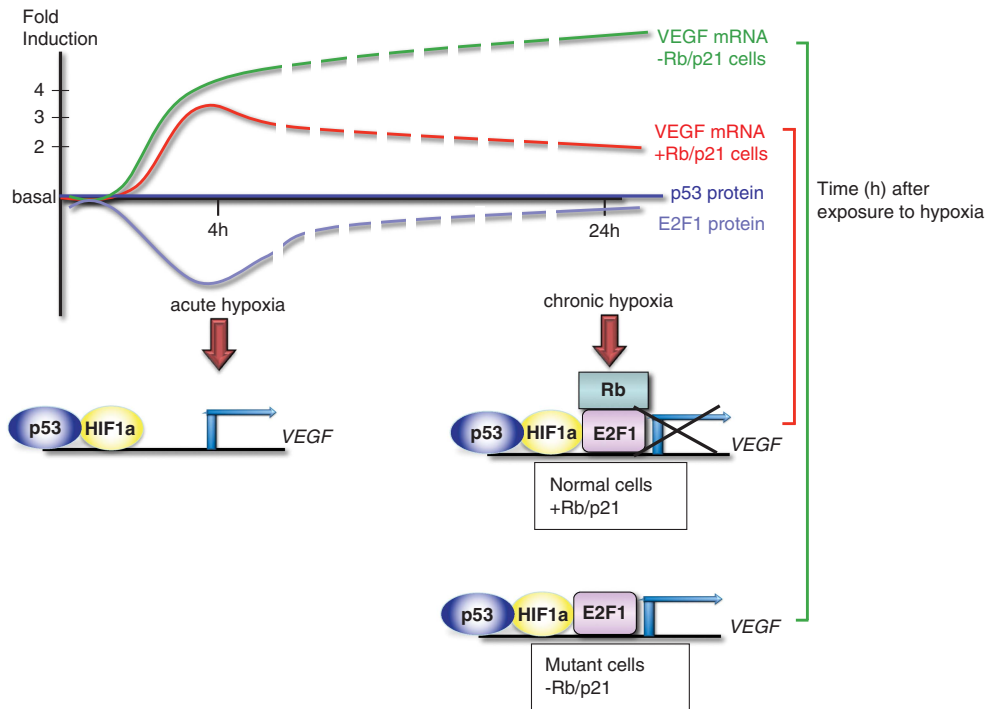 Fold
Induction
4
3
2
basal
VEGF mRNA
-Rb/p21 cells
VEGF mRNA
+Rb/p21 cells
p53 protein
E2F1 protein
4h
24h
Time (h) after
exposure to hypoxia
acute hypoxia
chronic hypoxia
p53
HIF1a
VEGF
Rb
p53
HIF1a
E2F1
VEGF
Normal cells
+Rb/p21
p53
HIF1a
E2F1
VEGF
Mutant cells
-Rb/p21